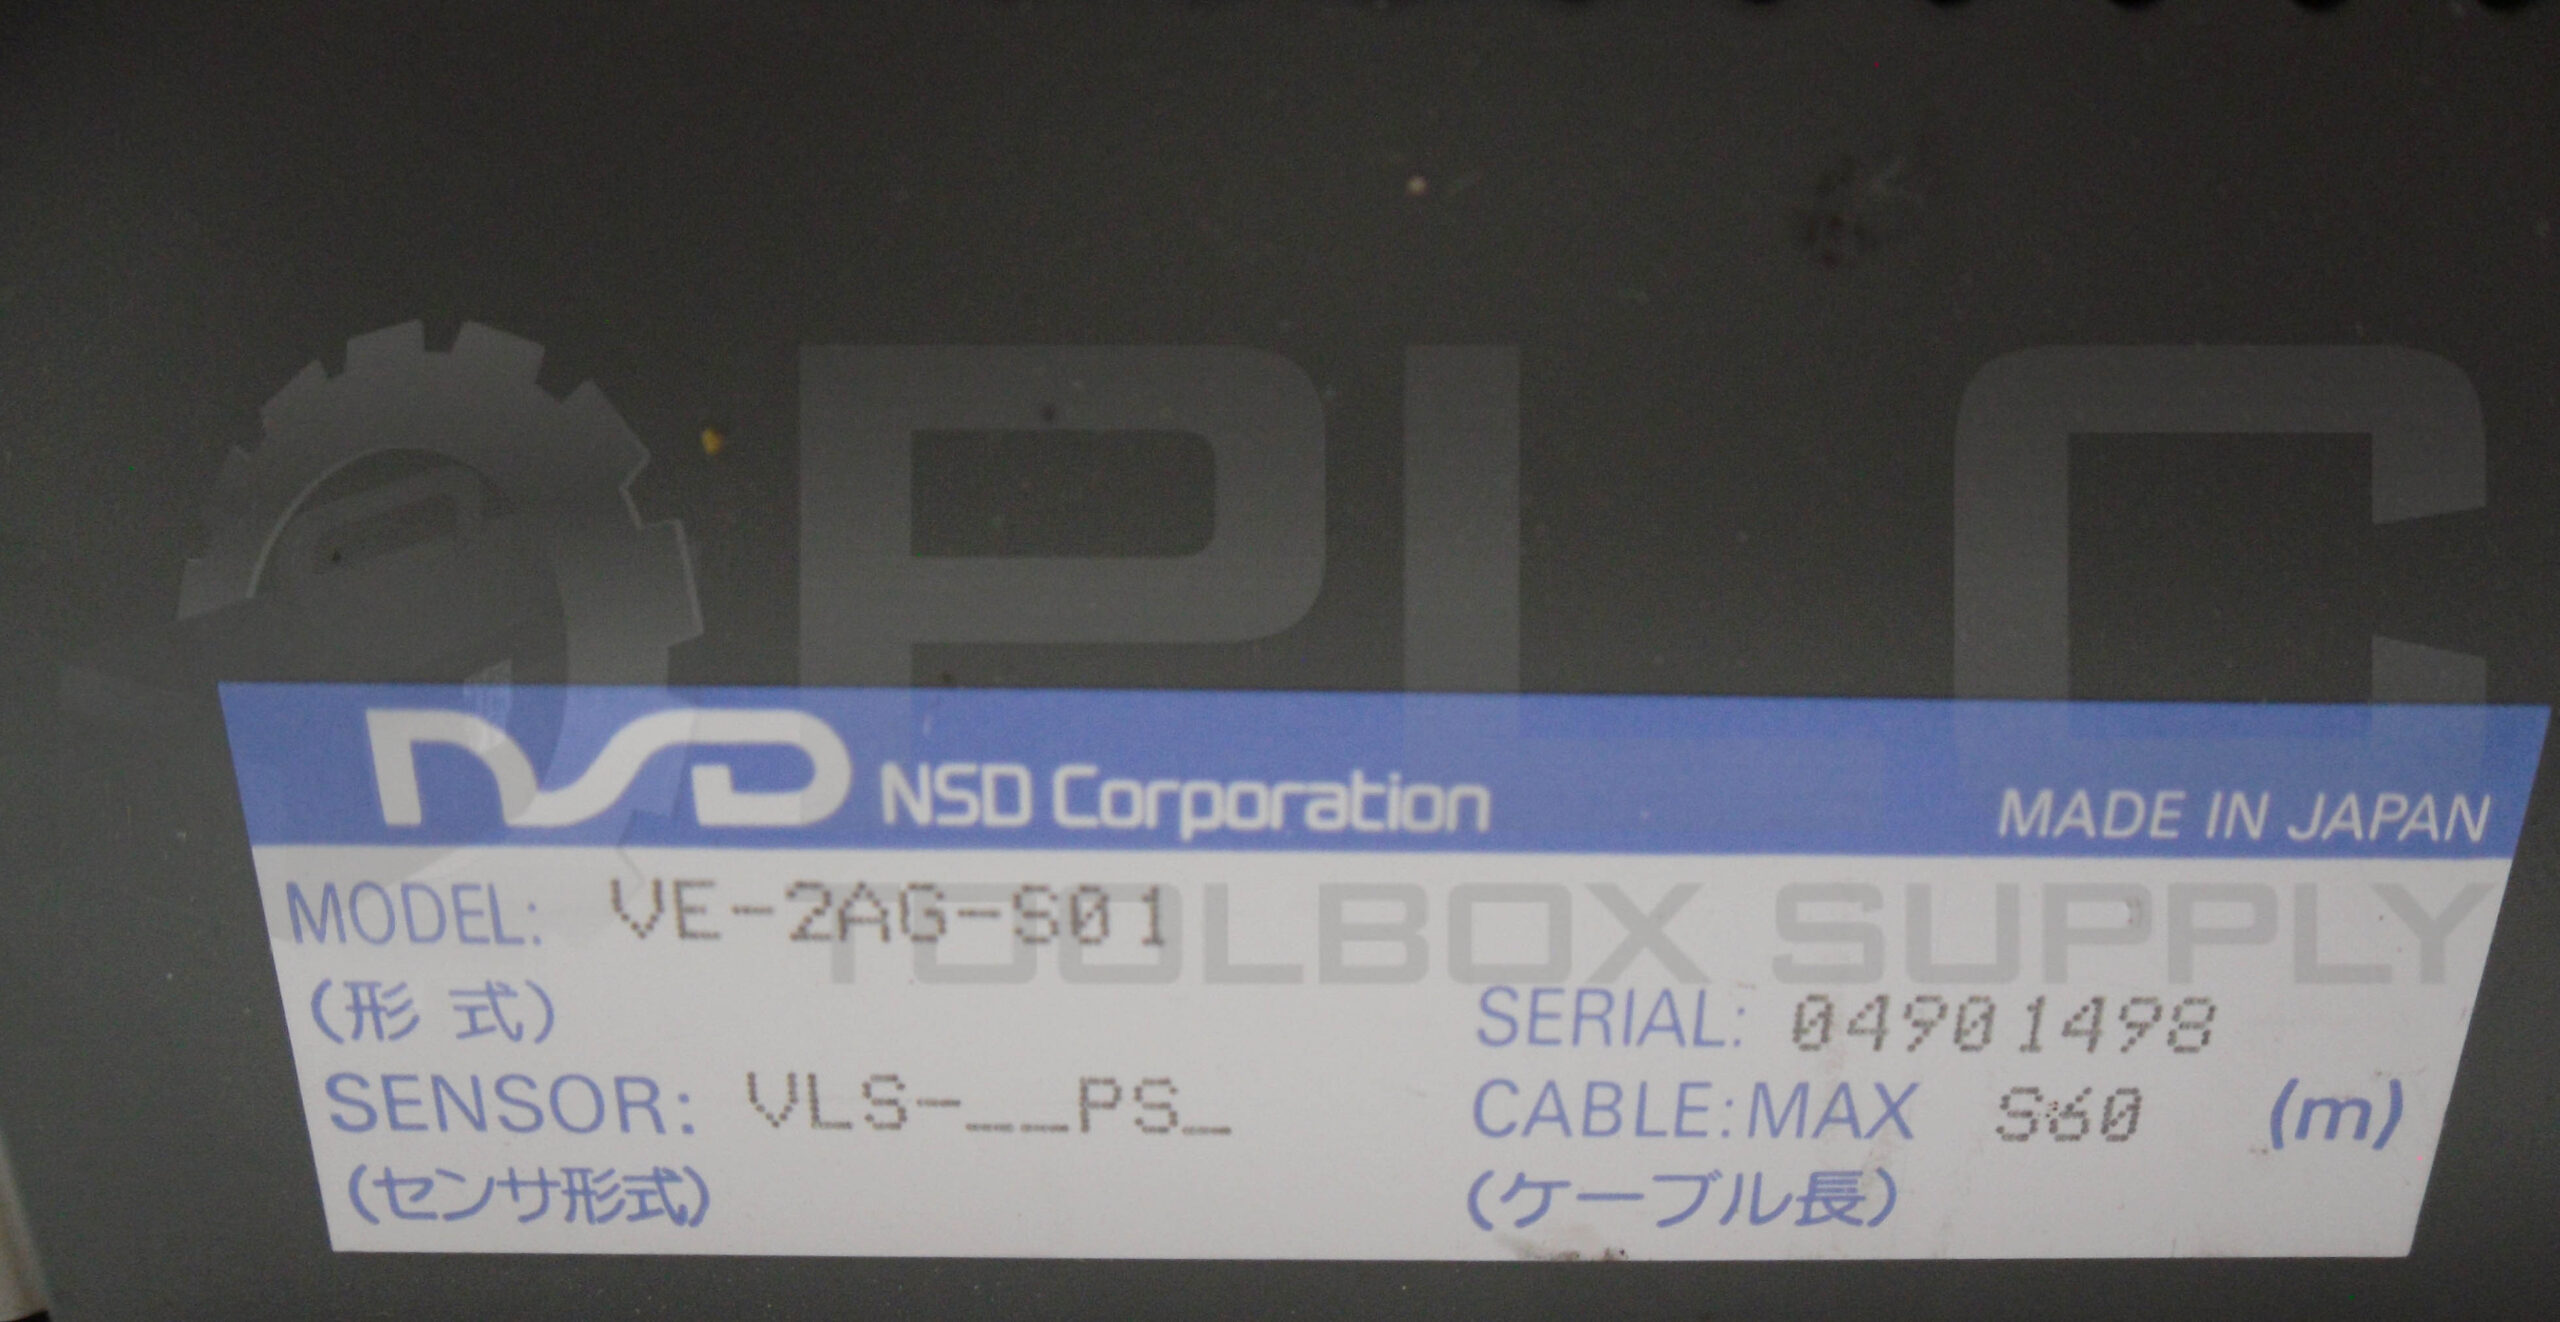 PLC
TOOLBOX SUPPLY
NSD NSD Corporation MADE IN JAPAN
MODEL: VE-2AG-S01
(形 式)
SERIAL: 04901498
SENSOR: VLS-__PS_
CABLE:MAX S60 (m)
(センサ形式)
(ケーブル長)